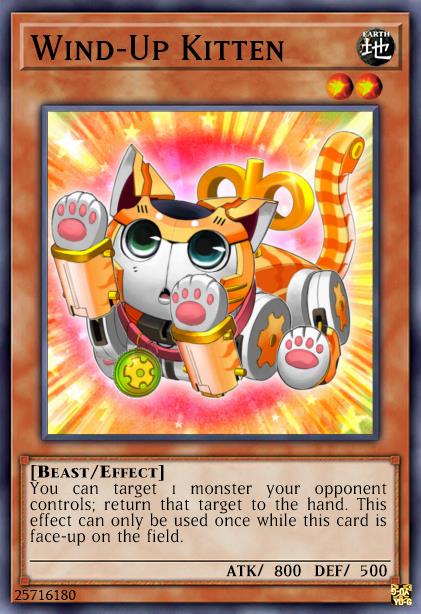 WIND-UP KITTEN
EARTH
地
[BEAST/EFFECT]
You can target 1 monster your opponent
controls; return that target to the hand. This
effect can only be used once while this card is
face-up on the field.
ATK/ 800 DEF/ 500
25716180